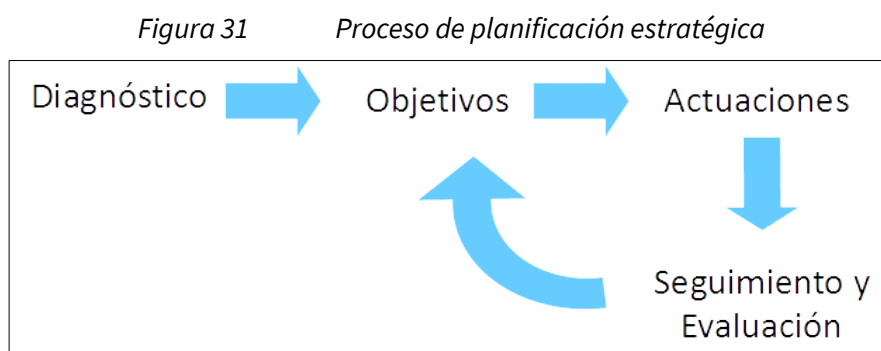 Figura 31 Proceso de planificación estratégica
Diagnóstico Objetivos Actuaciones
Seguimiento y
Evaluación